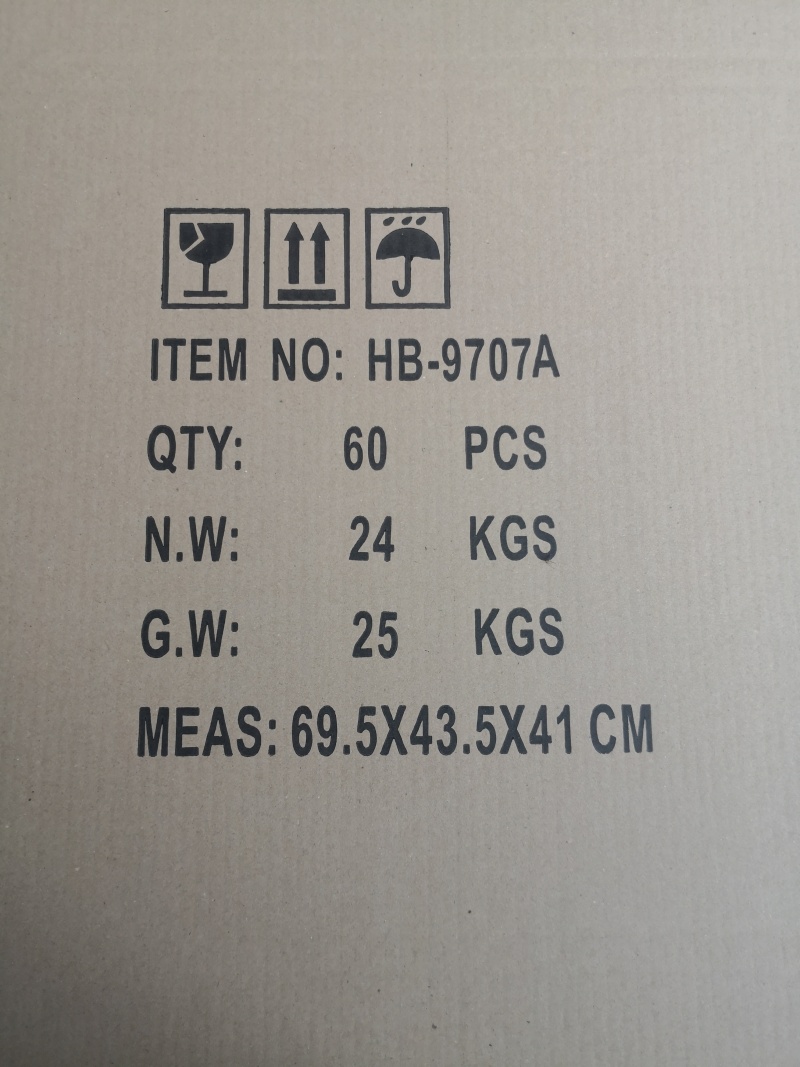 ITEM NO: HB-9707A
QTY: 60 PCS
N.W: 24 KGS
G.W: 25 KGS
MEAS: 69.5X43.5X41 CM